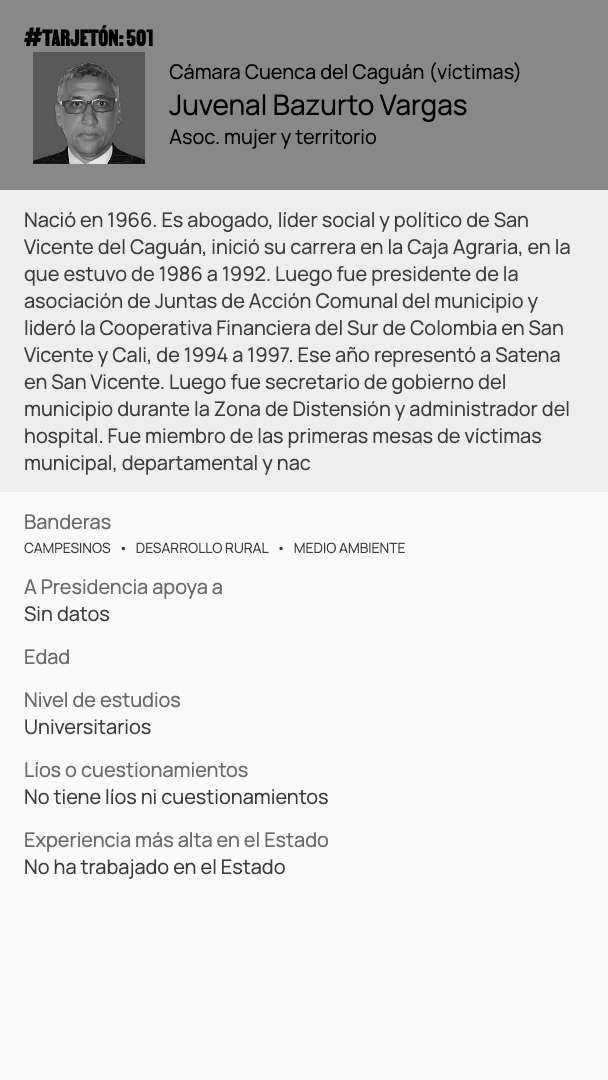 #TARJETÓN: 501
Cámara Cuenca del Caguán (víctimas)
Juvenal Bazurto Vargas
Asoc. mujer y territorio
Nació en 1966. Es abogado, líder social y político de San
Vicente del Caguán, inició su carrera en la Caja Agraria, en la
que estuvo de 1986 a 1992. Luego fue presidente de la
asociación de Juntas de Acción Comunal del municipio y
lideró la Cooperativa Financiera del Sur de Colombia en San
Vicente y Cali, de 1994 a 1997. Ese año representó a Satena
en San Vicente. Luego fue secretario de gobierno del
municipio durante la Zona de Distensión y administrador del
hospital. Fue miembro de las primeras mesas de víctimas
municipal, departamental y nac
Banderas
CAMPESINOS • DESARROLLO RURAL • MEDIO AMBIENTE
A Presidencia apoya a
Sin datos
Edad
Nivel de estudios
Universitarios
Líos o cuestionamientos
No tiene líos ni cuestionamientos
Experiencia más alta en el Estado
No ha trabajado en el Estado